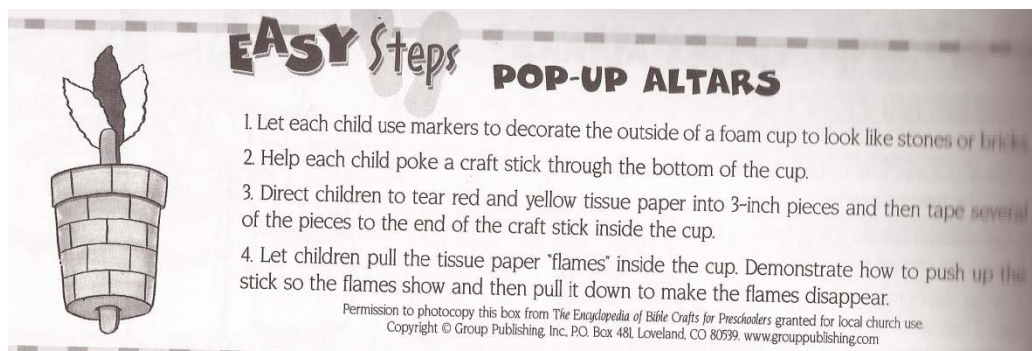 EASY Steps
POP-UP ALTARS
1. Let each child use markers to decorate the outside of a foam cup to look like stones or bricks
2. Help each child poke a craft stick through the bottom of the cup.
3. Direct children to tear red and yellow tissue paper into 3-inch pieces and then tape several
of the pieces to the end of the craft stick inside the cup.
4. Let children pull the tissue paper "flames" inside the cup. Demonstrate how to push up the
stick so the flames show and then pull it down to make the flames disappear.
Permission to photocopy this box from The Encyclopedia of Bible Crafts for Preschoolers granted for local church use.
Copyright © Group Publishing, Inc., P.O. Box 481, Loveland, CO 80539. www.grouppublishing.com